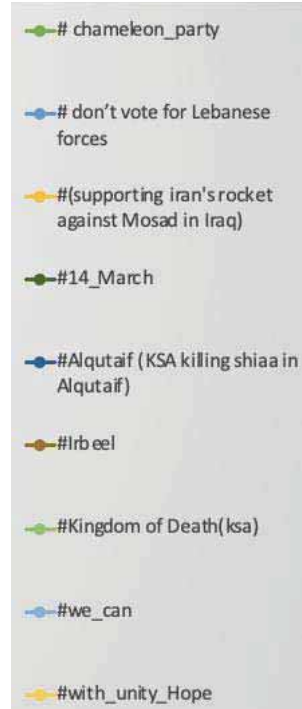 # chameleon_party
# don't vote for Lebanese
forces
#(supporting iran's rocket
against Mosad in Iraq)
#14_March
#Alqutaif (KSA killing shiaa in
Alqutaif)
#Irbeel
#Kingdom of Death(ksa)
#we_can
#with_unity_Hope